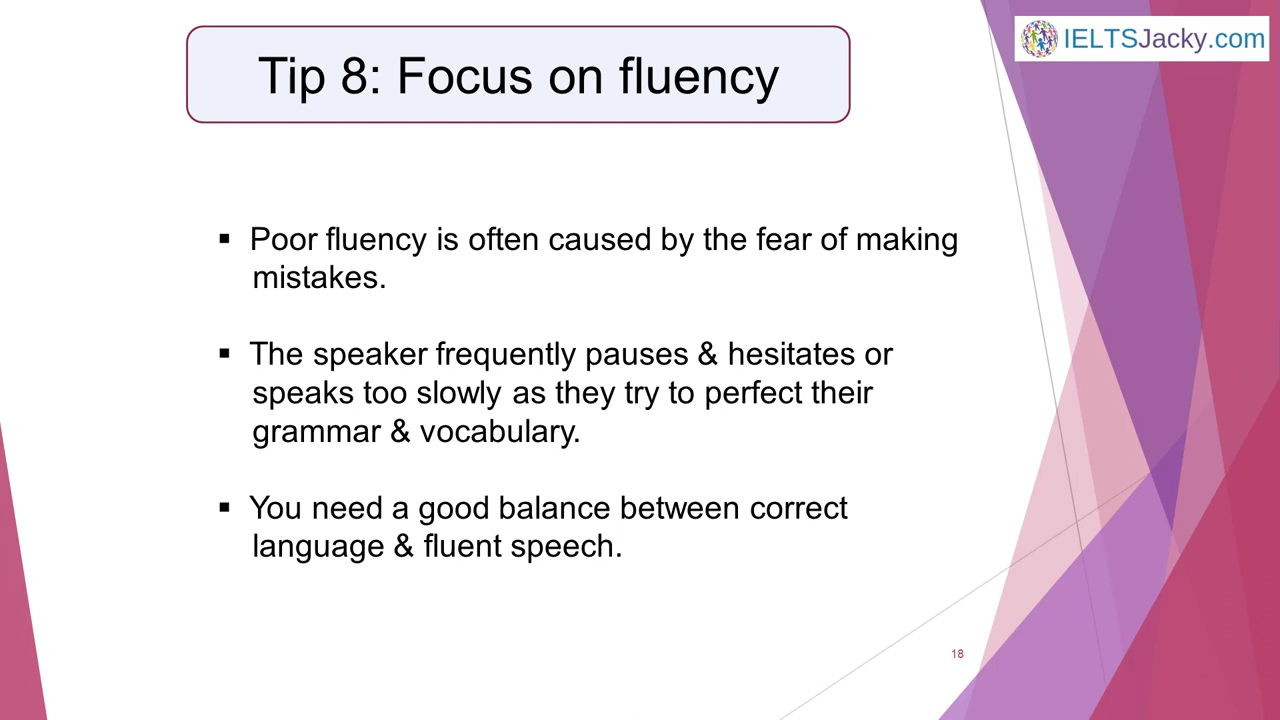 IELTSJacky.com
Tip 8: Focus on fluency
▪ Poor fluency is often caused by the fear of making
mistakes.
▪ The speaker frequently pauses & hesitates or
speaks too slowly as they try to perfect their
grammar & vocabulary.
▪ You need a good balance between correct
language & fluent speech.
18